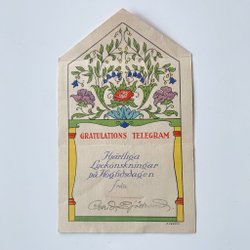 GRATULATIONS TELEGRAM
Hjärtliga
Lyckönskningar
på Högtidsdagen
från